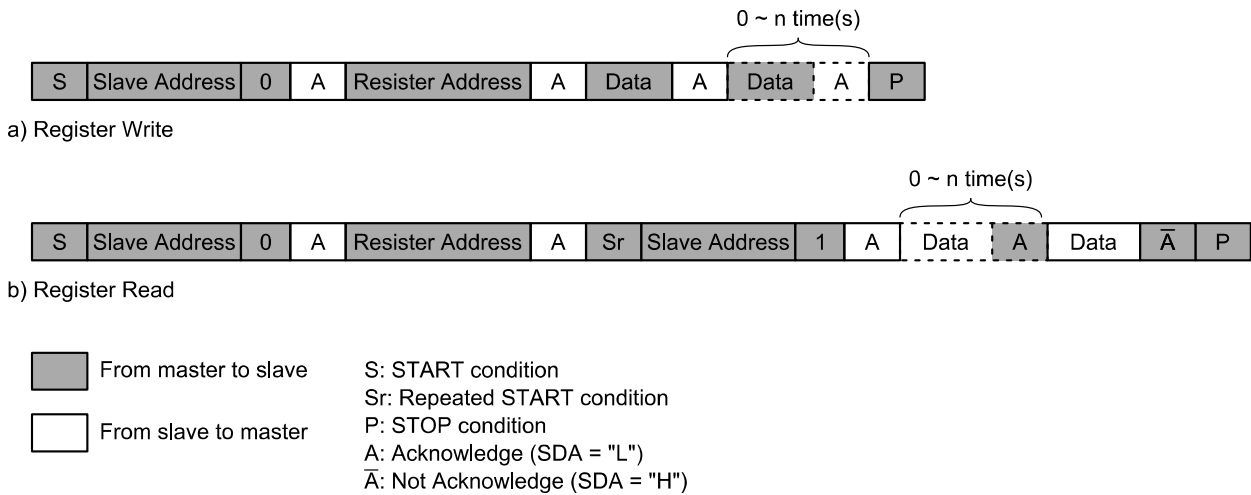 0 ~ n time(s)
S Slave Address 0 A Resister Address A Data A Data A P
a) Register Write
0 ~ n time(s)
S Slave Address 0 A Resister Address A Sr Slave Address 1 A Data A Data A̅ P
b) Register Read
From master to slave
From slave to master
S: START condition
Sr: Repeated START condition
P: STOP condition
A: Acknowledge (SDA = "L")
A̅: Not Acknowledge (SDA = "H")